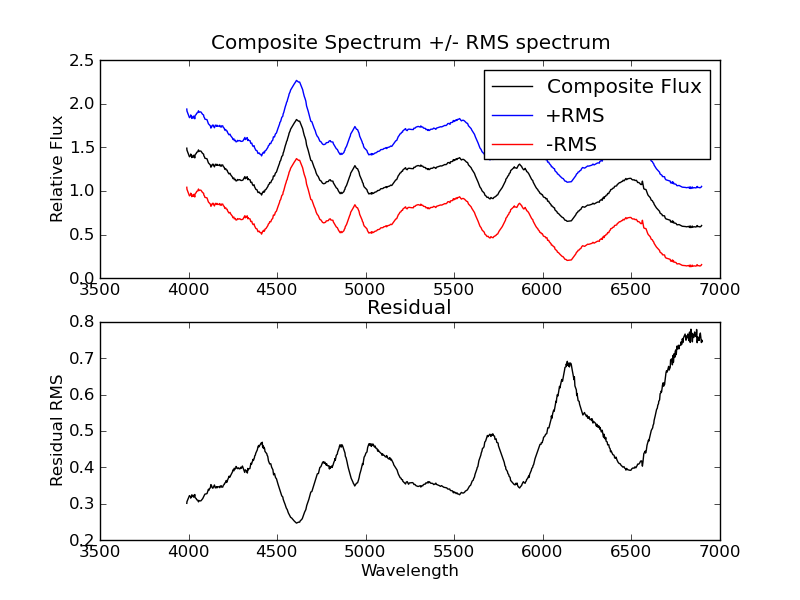 Composite Spectrum +/- RMS spectrum
2.5
2.0
1.5
1.0
0.5
0.0
Relative Flux
Composite Flux
+RMS
-RMS
3500 4000 4500 5000 5500 6000 6500 7000
Residual
0.8
0.7
0.6
0.5
0.4
0.3
0.2
Residual RMS
3500 4000 4500 5000 5500 6000 6500 7000
Wavelength